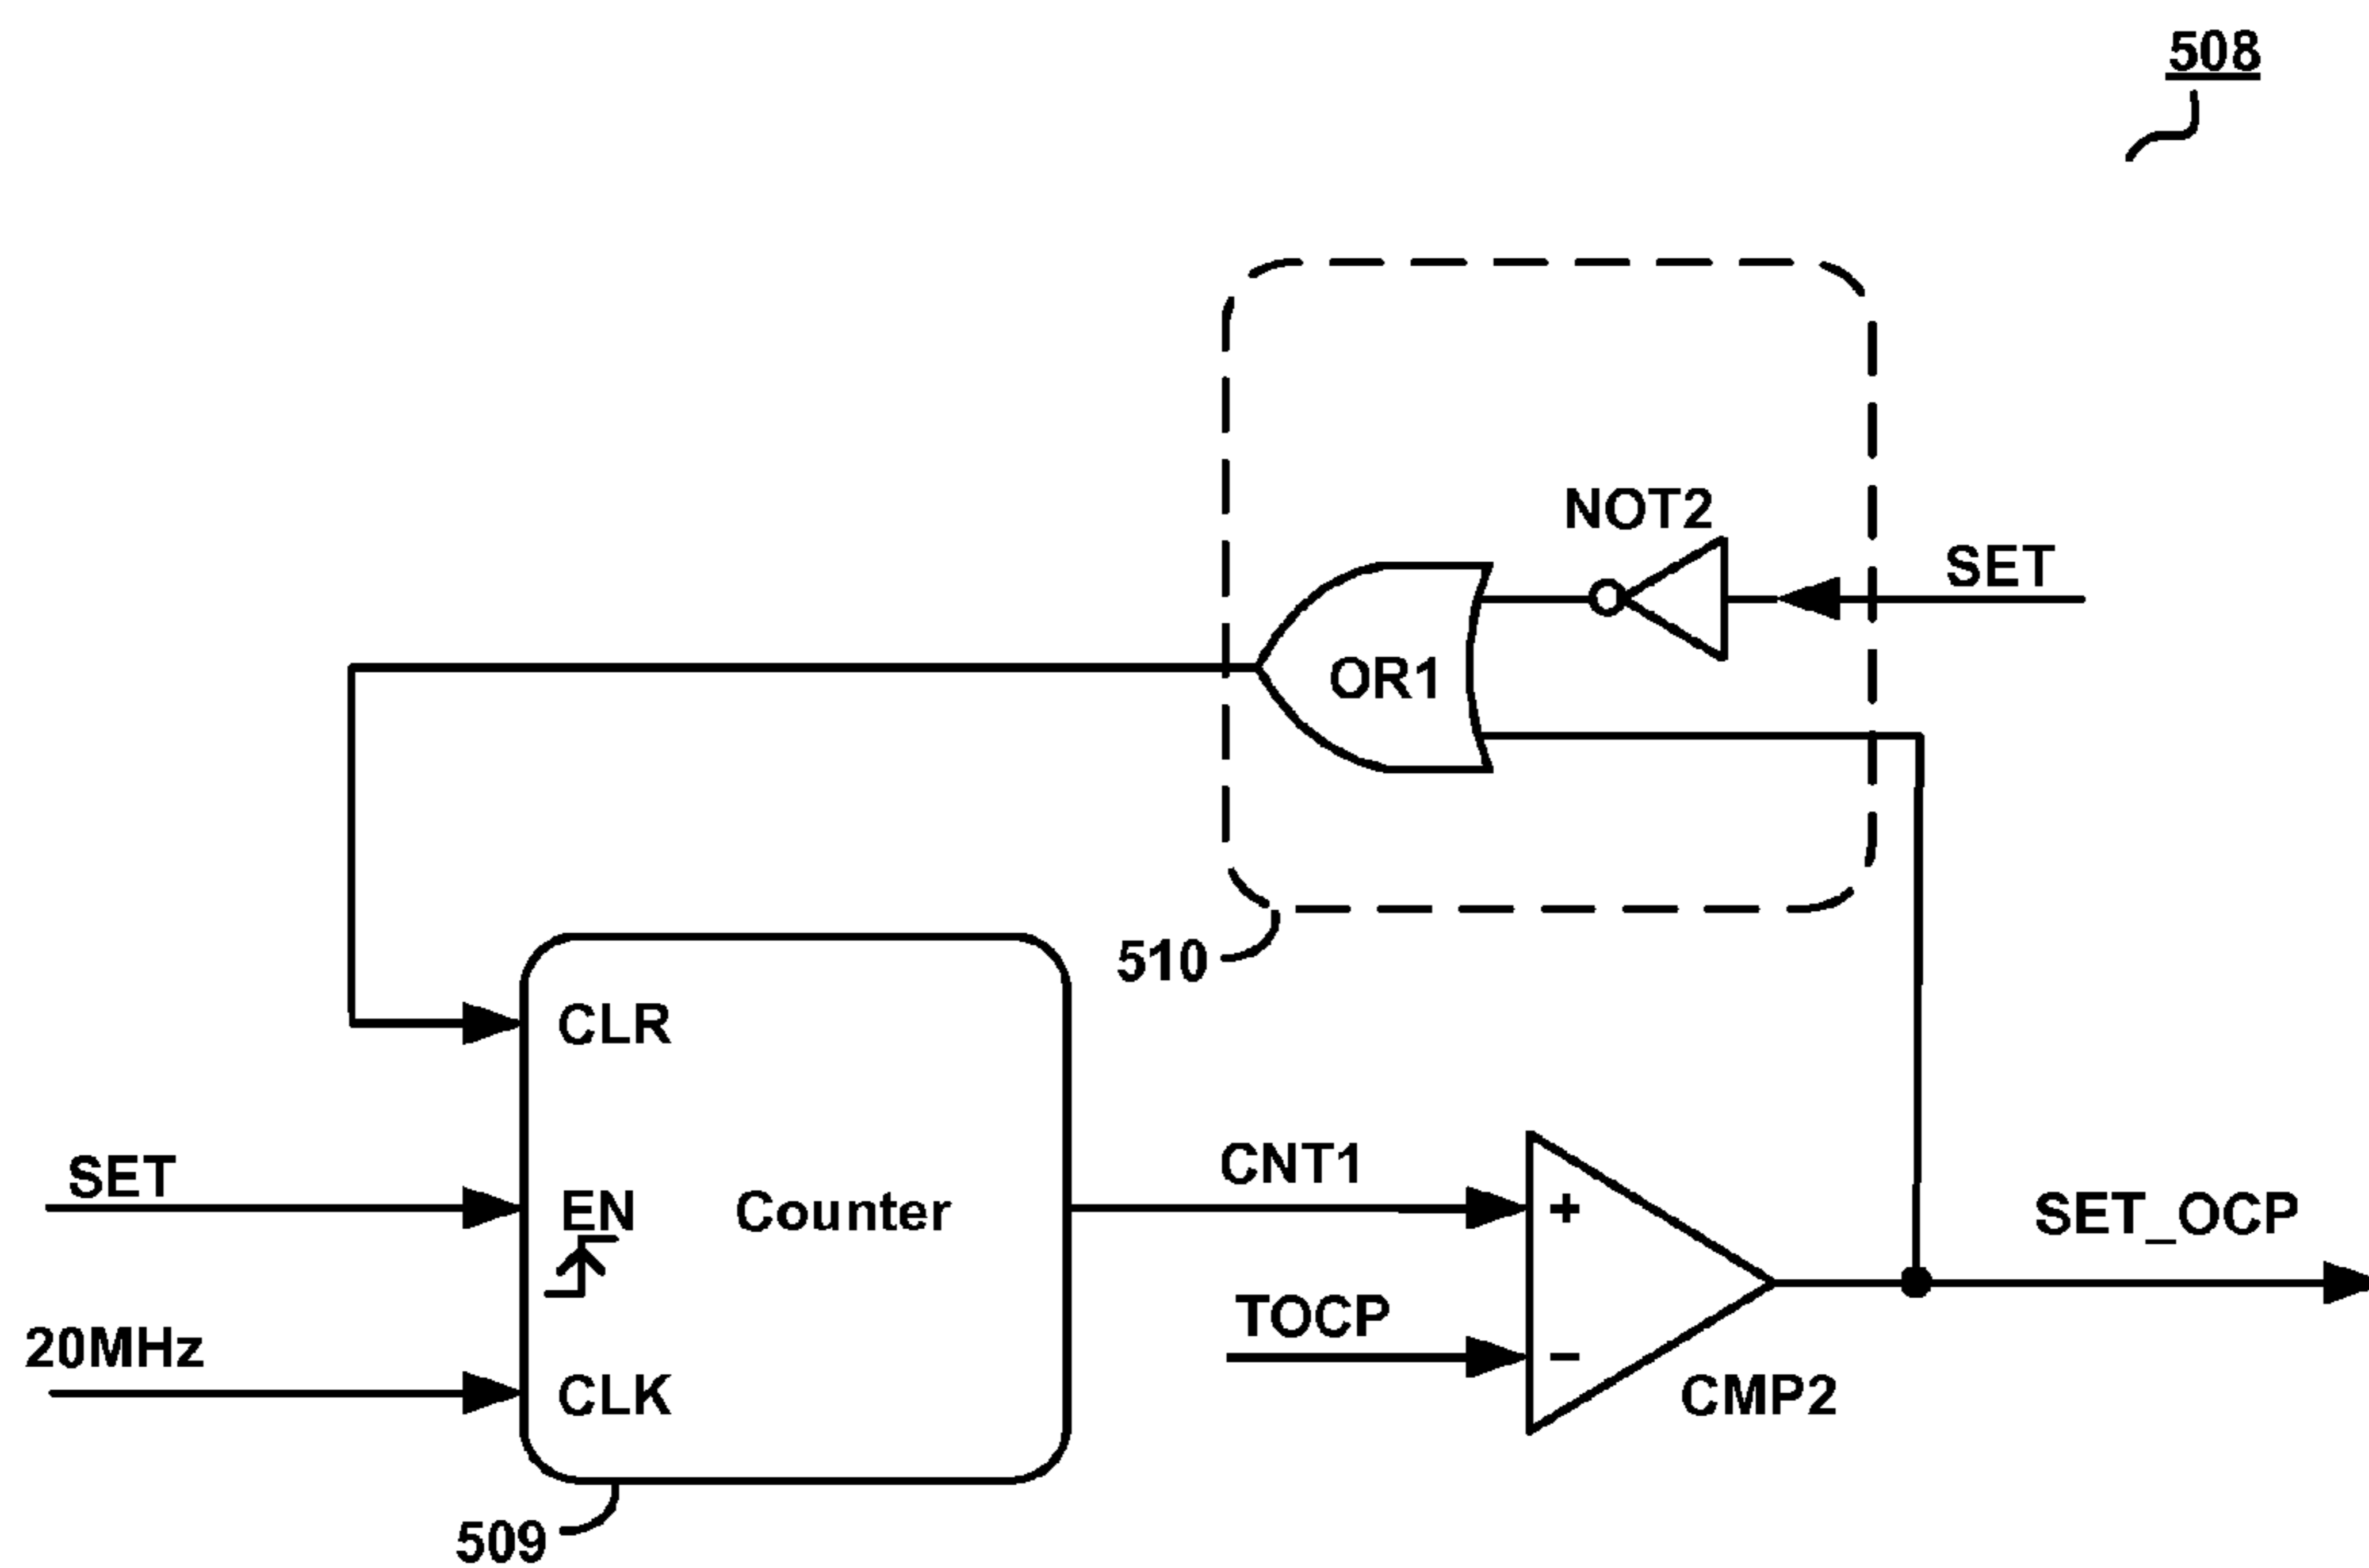 508
NOT2
SET
OR1
510
CLR
SET
EN
Counter
CNT1
SET_OCP
+
TOCP
20MHz
−
CLK
CMP2
509